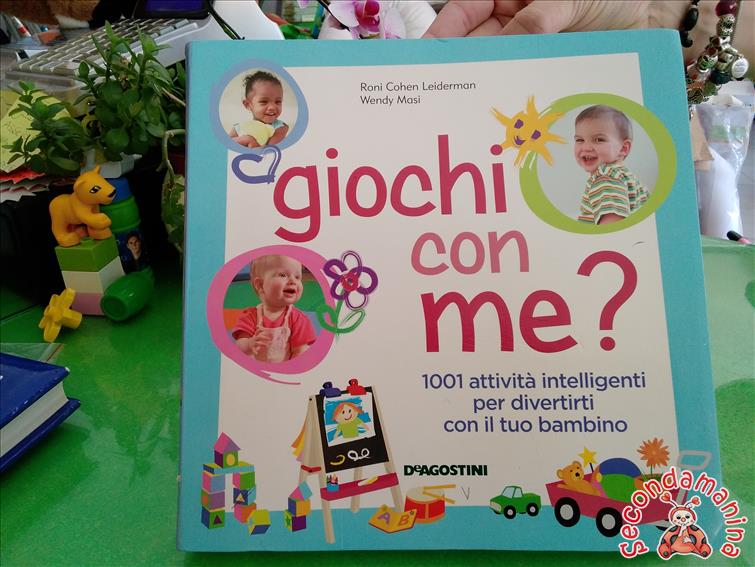 Roni Cohen Leiderman
Wendy Masi
giochi
con
me?
1001 attività intelligenti
per divertirti
con il tuo bambino
DeAGOSTINI
A B
secondamanina